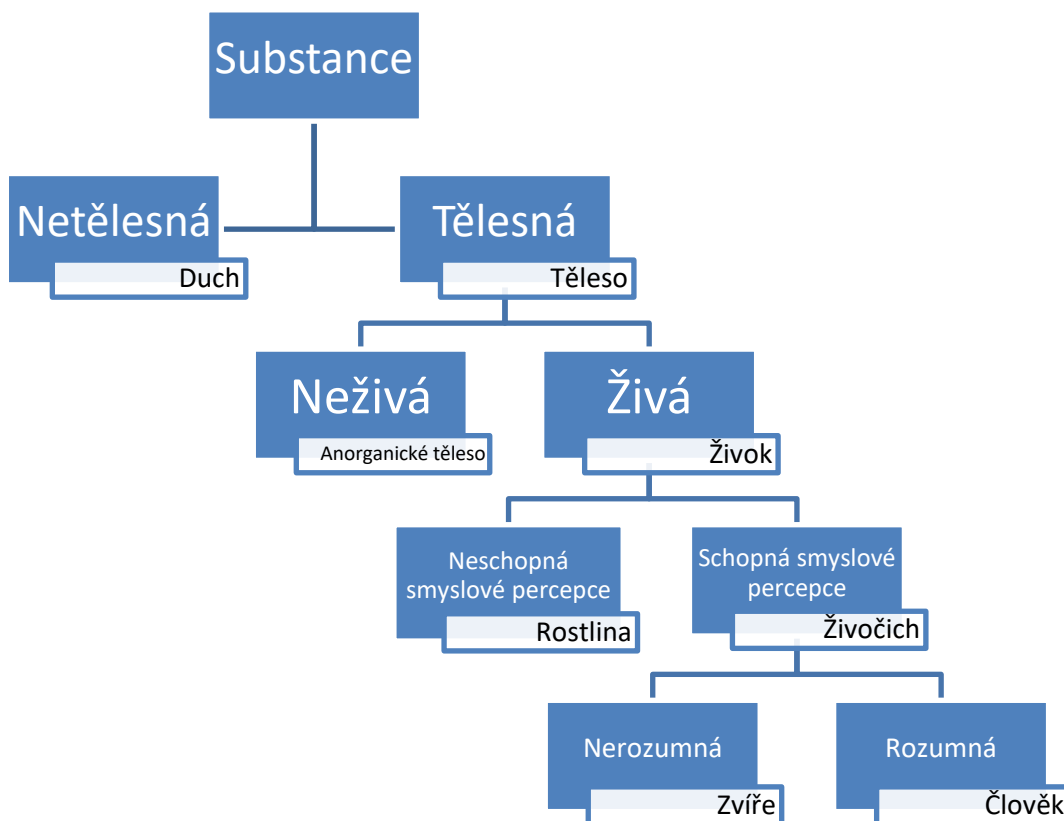 Substance
Netělesná
Duch
Tělesná
Těleso
Neživá
Anorganické těleso
Živá
Živok
Neschopná
smyslové percepce
Rostlina
Schopná smyslové
percepce
Živočich
Nerozumná
Zvíře
Rozumná
Člověk